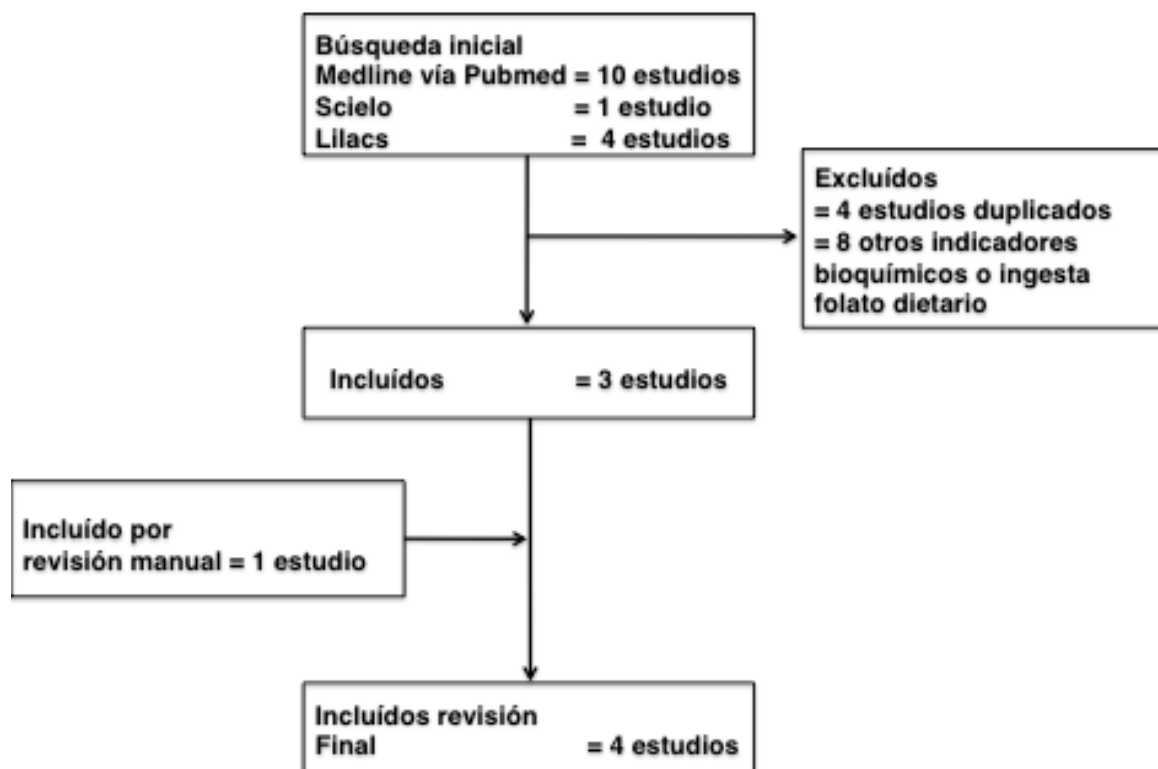 Búsqueda inicial
Medline vía Pubmed = 10 estudios
Scielo = 1 estudio
Lilacs = 4 estudios
Excluídos
= 4 estudios duplicados
= 8 otros indicadores
bioquímicos o ingesta
folato dietario
Incluídos = 3 estudios
Incluído por
revisión manual = 1 estudio
Incluídos revisión
Final = 4 estudios